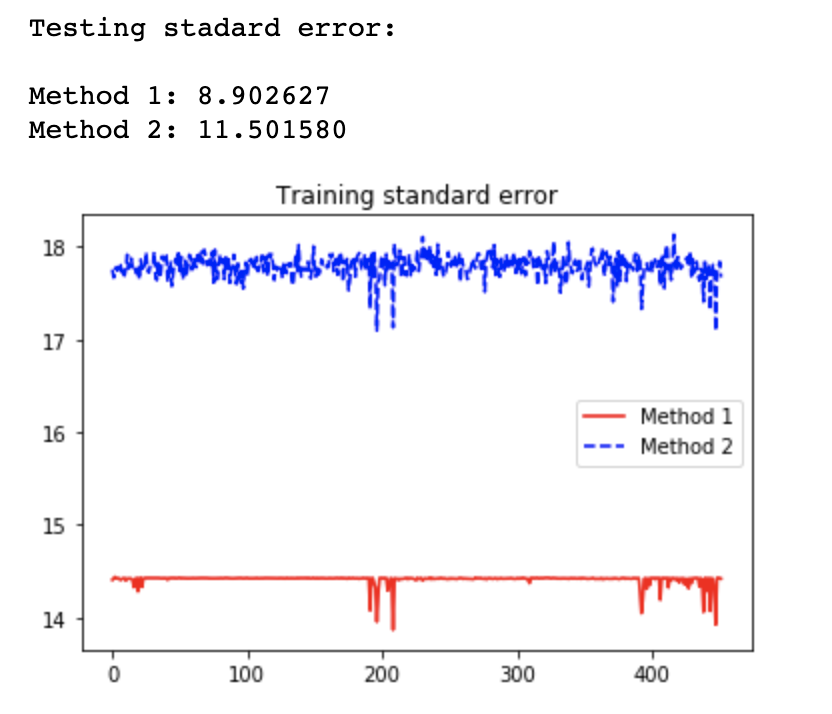 Testing stadard error:
Method 1: 8.902627
Method 2: 11.501580
Training standard error
18
17
16
15
14
Method 1
Method 2
0 100 200 300 400